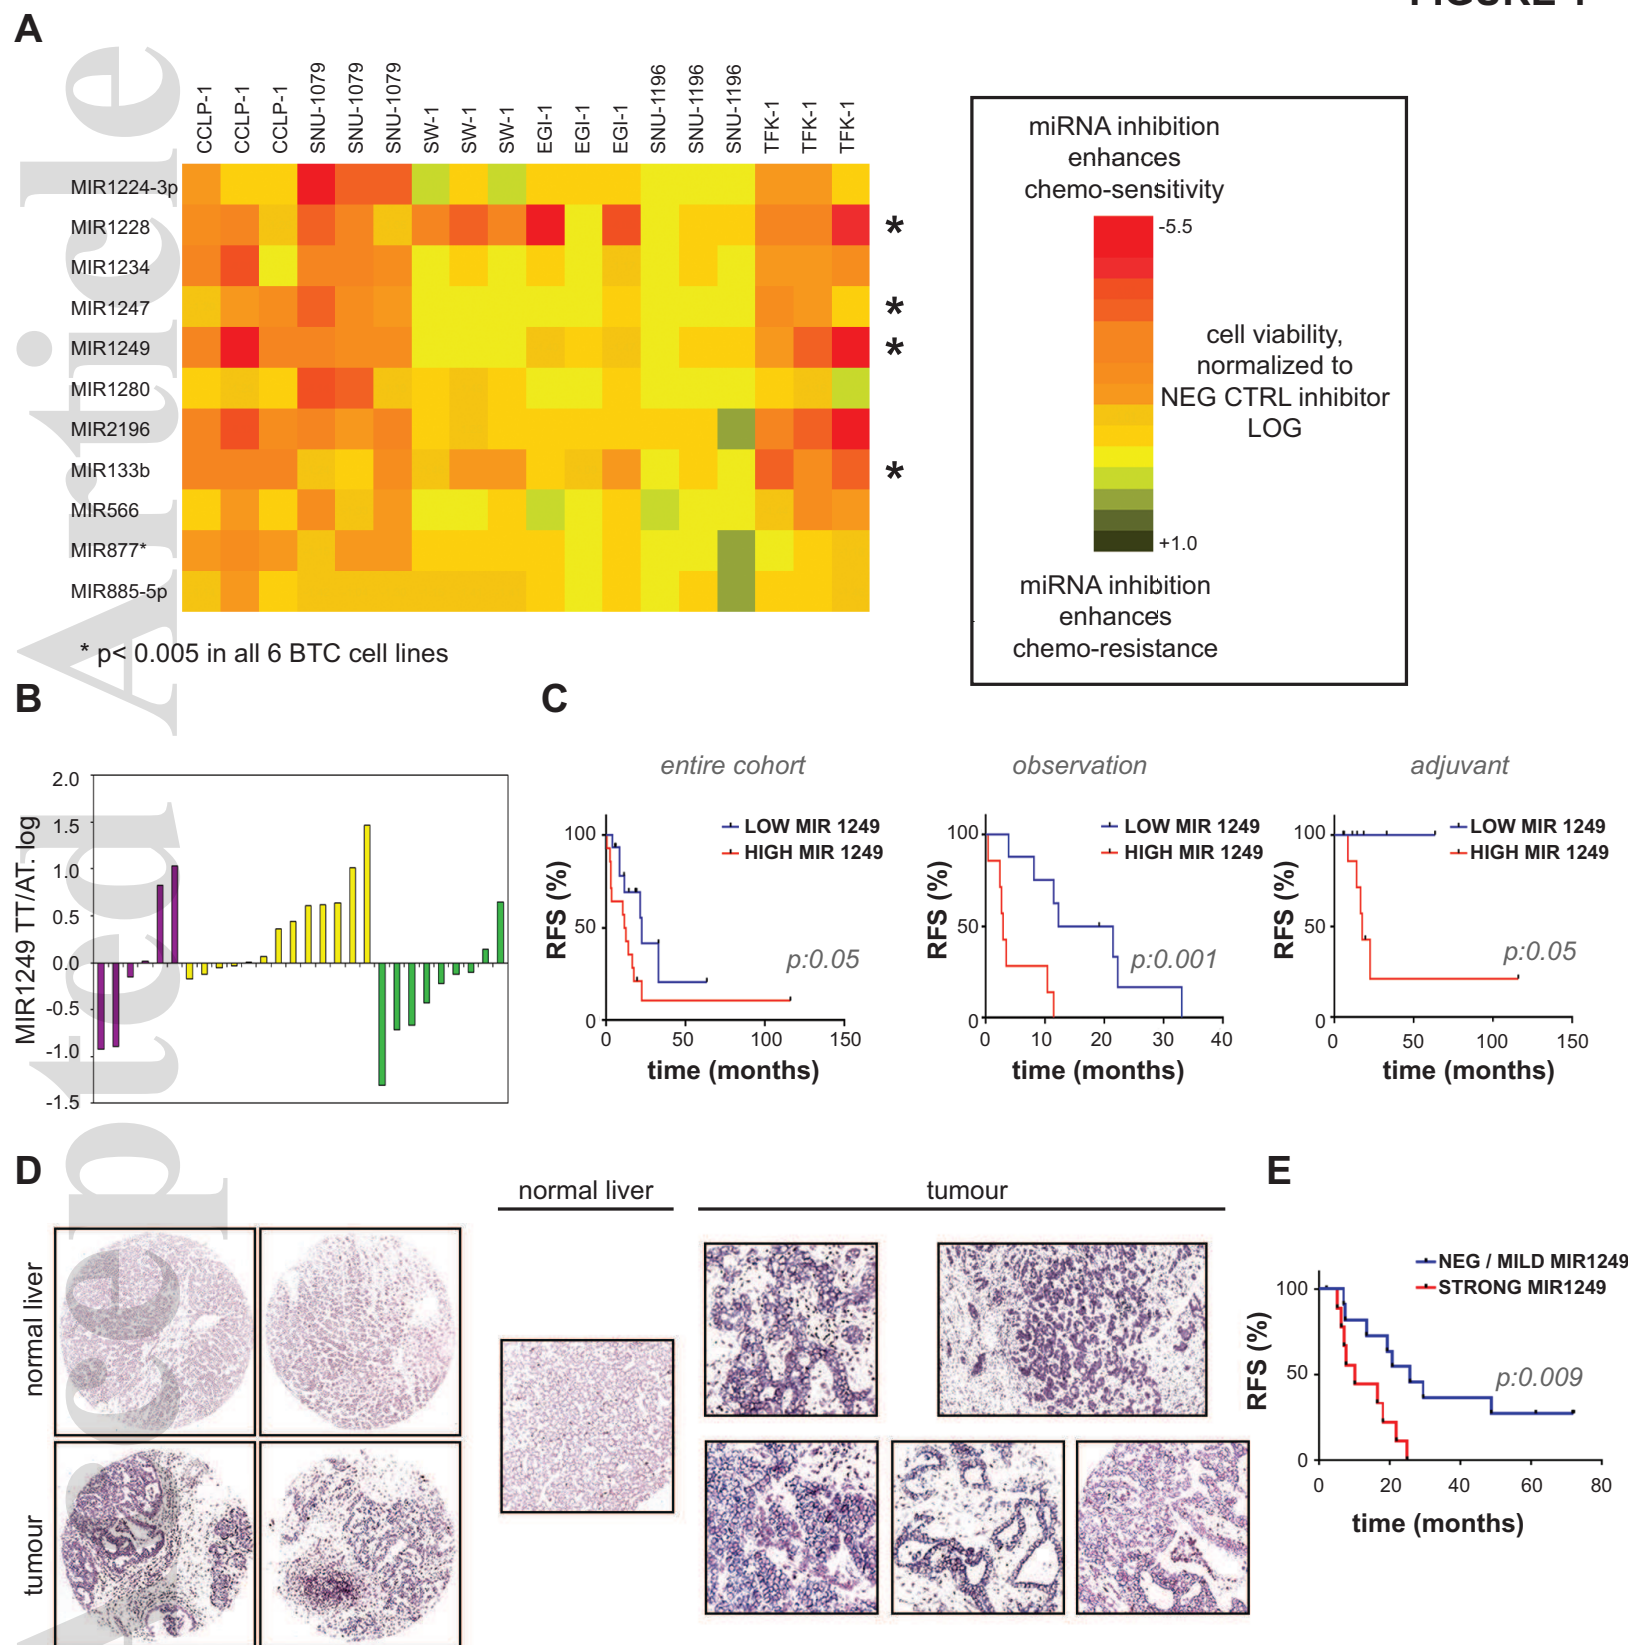 A
CCLP-1
CCLP-1
CCLP-1
SNU-1079
SNU-1079
SNU-1079
SW-1
SW-1
SW-1
EGI-1
EGI-1
EGI-1
SNU-1196
SNU-1196
SNU-1196
TFK-1
TFK-1
TFK-1
MIR1224-3p
MIR1228 *
MIR1234
MIR1247 *
MIR1249 *
MIR1280
MIR2196
MIR133b *
MIR566
MIR877*
MIR885-5p
* p< 0.005 in all 6 BTC cell lines
miRNA inhibition
enhances
chemo-sensitivity
-5.5
cell viability,
normalized to
NEG CTRL inhibitor
LOG
+1.0
miRNA inhibition
enhances
chemo-resistance
B
MIR1249 TT/AT. log
2.0
1.5
1.0
0.5
0.0
-0.5
-1.0
-1.5
C
entire cohort
LOW MIR 1249
HIGH MIR 1249
RFS (%)
100
50
0
p:0.05
0 50 100 150
time (months)
observation
LOW MIR 1249
HIGH MIR 1249
RFS (%)
100
50
0
p:0.001
0 10 20 30 40
time (months)
adjuvant
LOW MIR 1249
HIGH MIR 1249
RFS (%)
100
50
0
p:0.05
0 50 100 150
time (months)
D
normal liver
tumour
normal liver
tumour
E
NEG / MILD MIR1249
STRONG MIR1249
RFS (%)
100
50
0
p:0.009
0 20 40 60 80
time (months)
Accepted Article